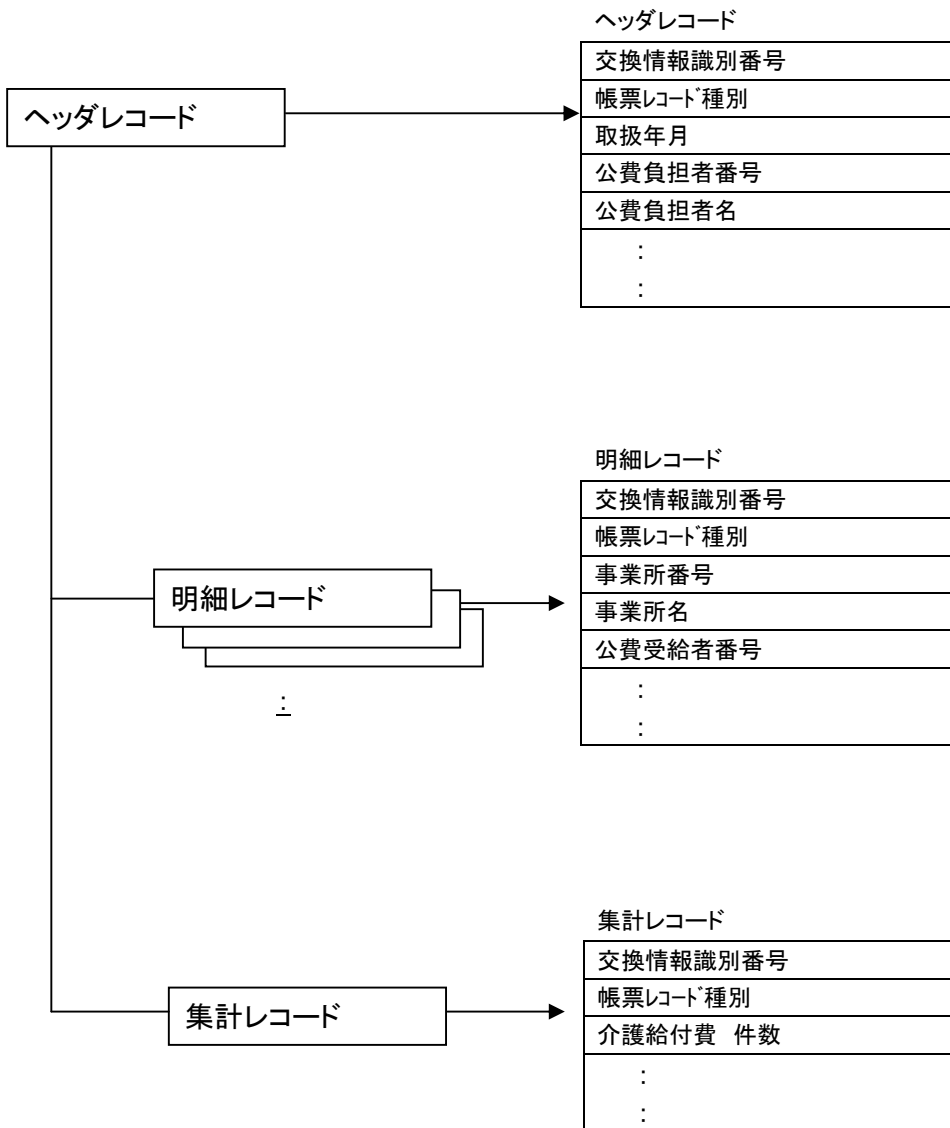 ヘッダレコード
交換情報識別番号
帳票ﾚｺｰﾄﾞ種別
取扱年月
公費負担者番号
公費負担者名
:
:
ヘッダレコード
明細レコード
交換情報識別番号
帳票ﾚｺｰﾄﾞ種別
事業所番号
事業所名
公費受給者番号
:
:
明細レコード
:
集計レコード
交換情報識別番号
帳票ﾚｺｰﾄﾞ種別
介護給付費　件数
:
:
集計レコード